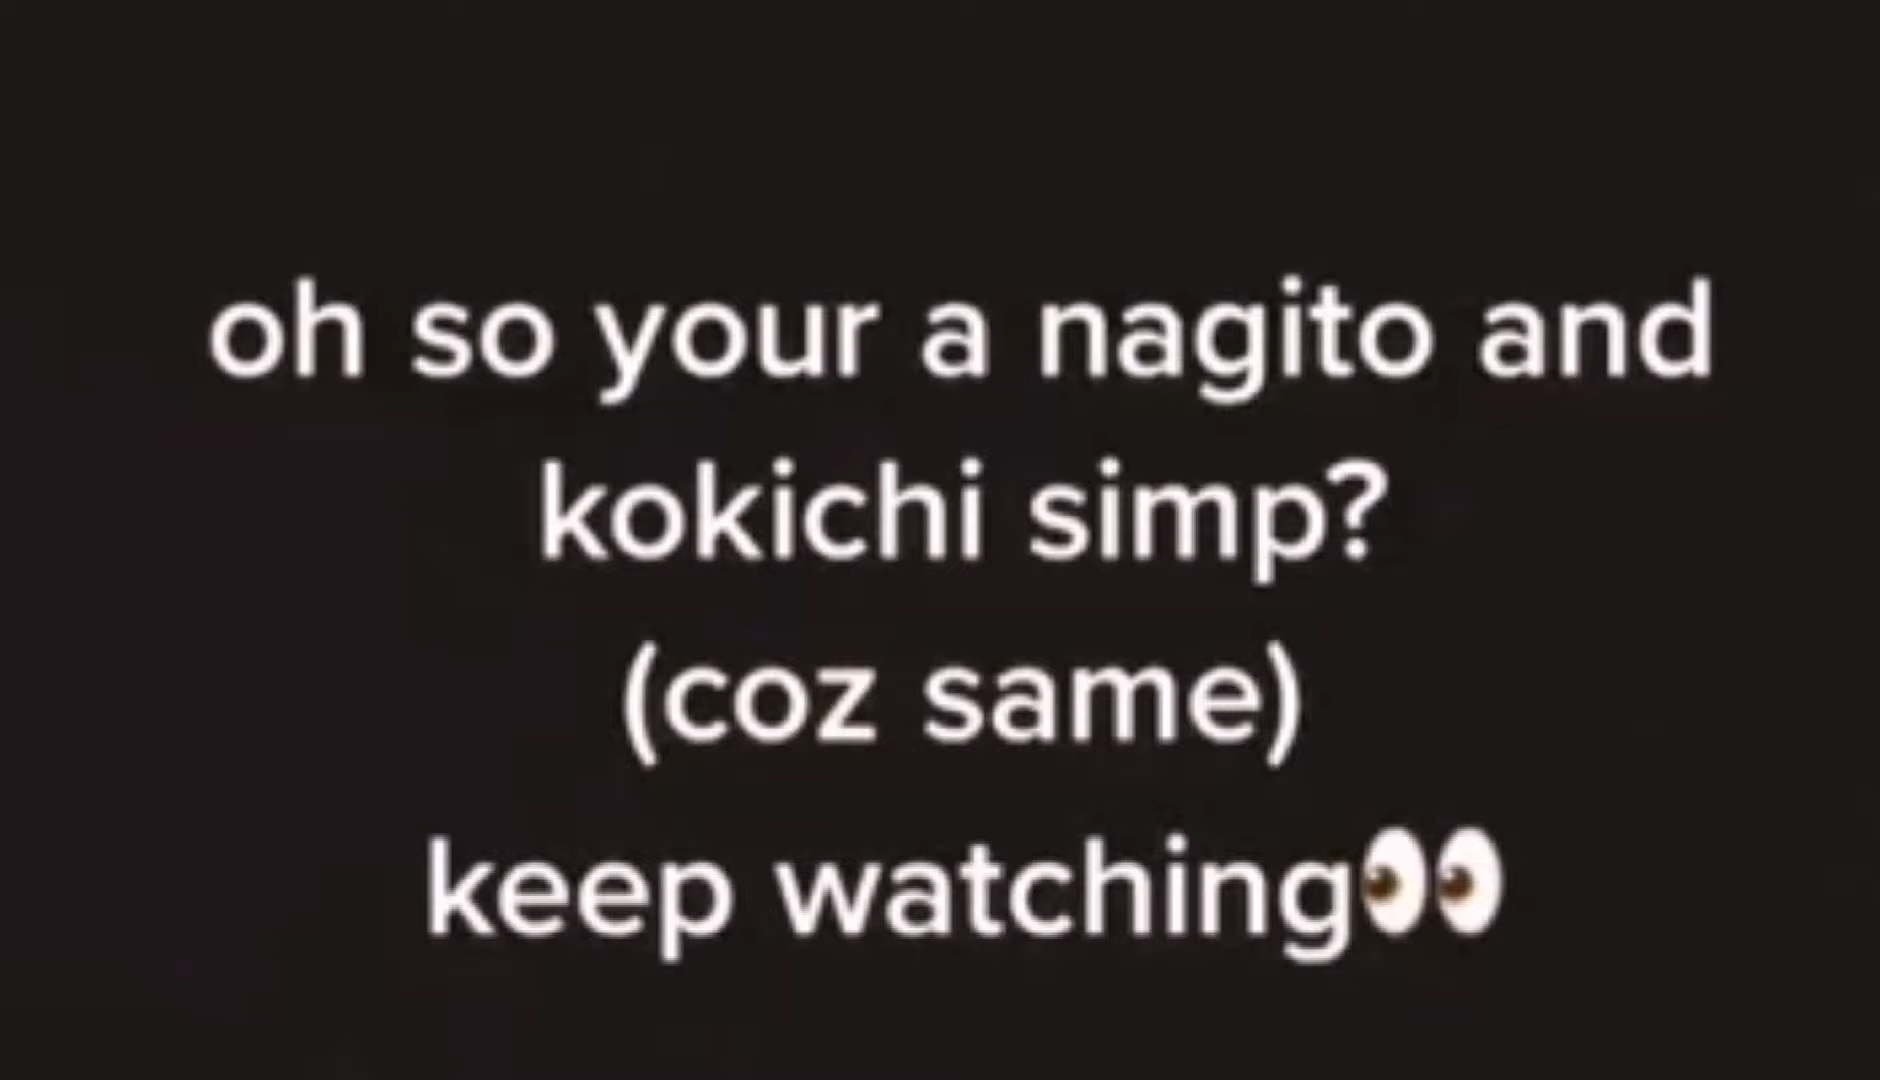 oh so your a nagito and
kokichi simp?
(coz same)
keep watching👀